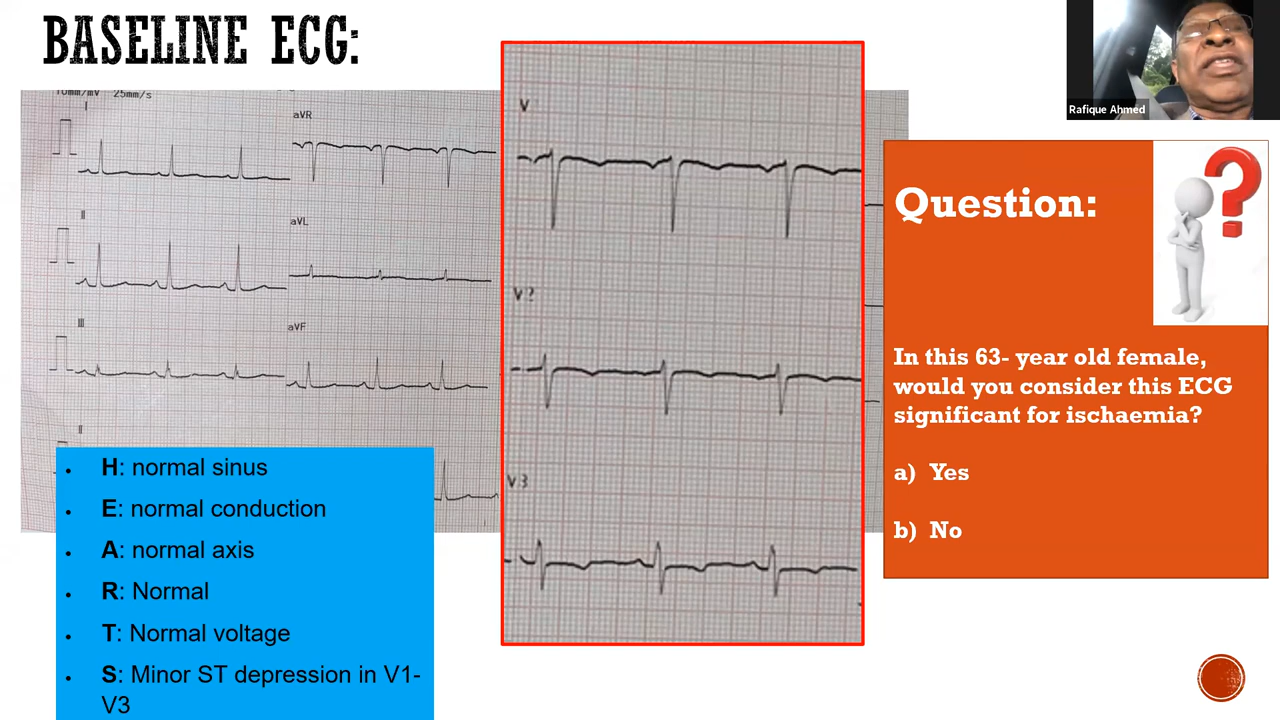 BASELINE ECG:
10mm/mV 25mm/s
I
aVR
II
aVL
III
aVF
II
V
V2
V3
Rafique Ahmed
Question:
In this 63- year old female,
would you consider this ECG
significant for ischaemia?
a) Yes
b) No
• H: normal sinus
• E: normal conduction
• A: normal axis
• R: Normal
• T: Normal voltage
• S: Minor ST depression in V1-
V3